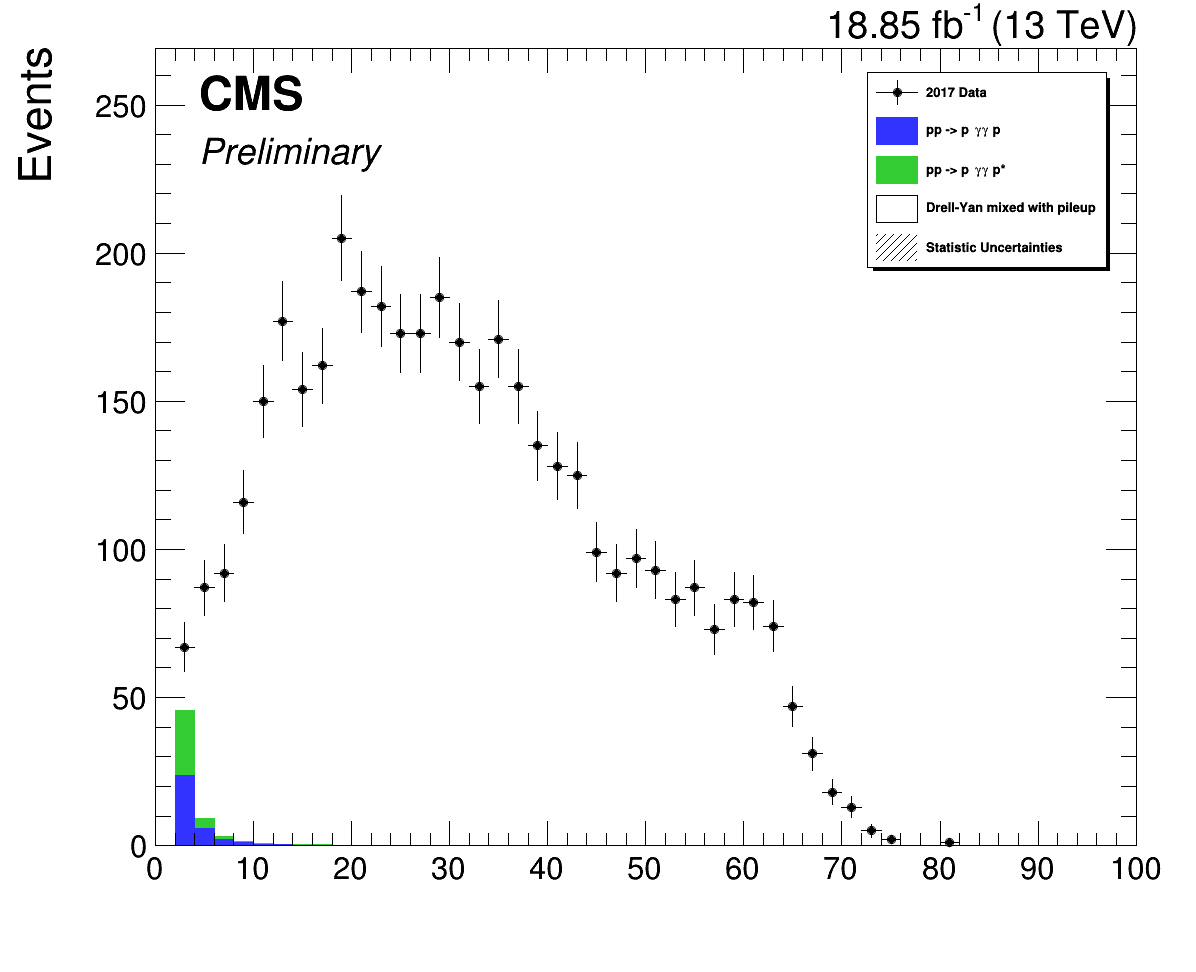 18.85 fb-1 (13 TeV)
Events
CMS
Preliminary
2017 Data
pp -> p γγ p
pp -> p γγ p*
Drell-Yan mixed with pileup
Statistic Uncertainties
250
200
150
100
50
0
0 10 20 30 40 50 60 70 80 90 100